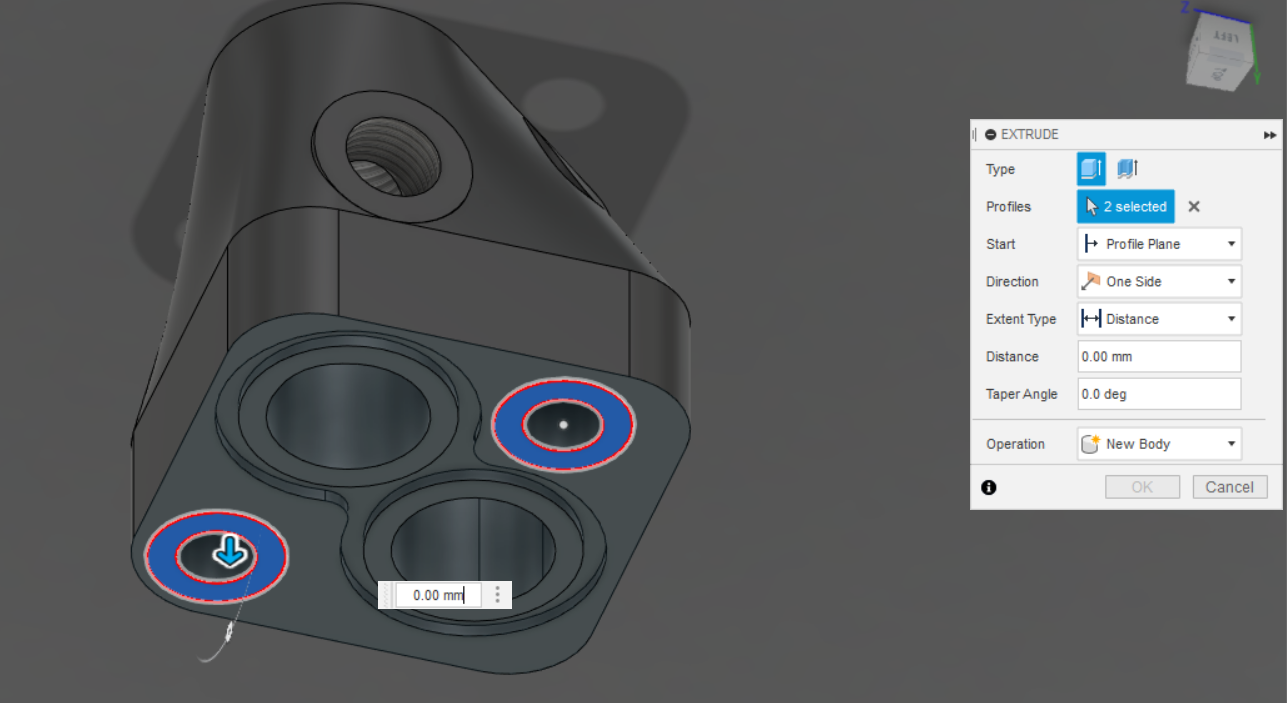 Z
LEFT
EXTRUDE
Type
Profiles 2 selected
Start Profile Plane
Direction One Side
Extent Type Distance
Distance 0.00 mm
Taper Angle 0.0 deg
Operation New Body
OK Cancel
0.00 mm